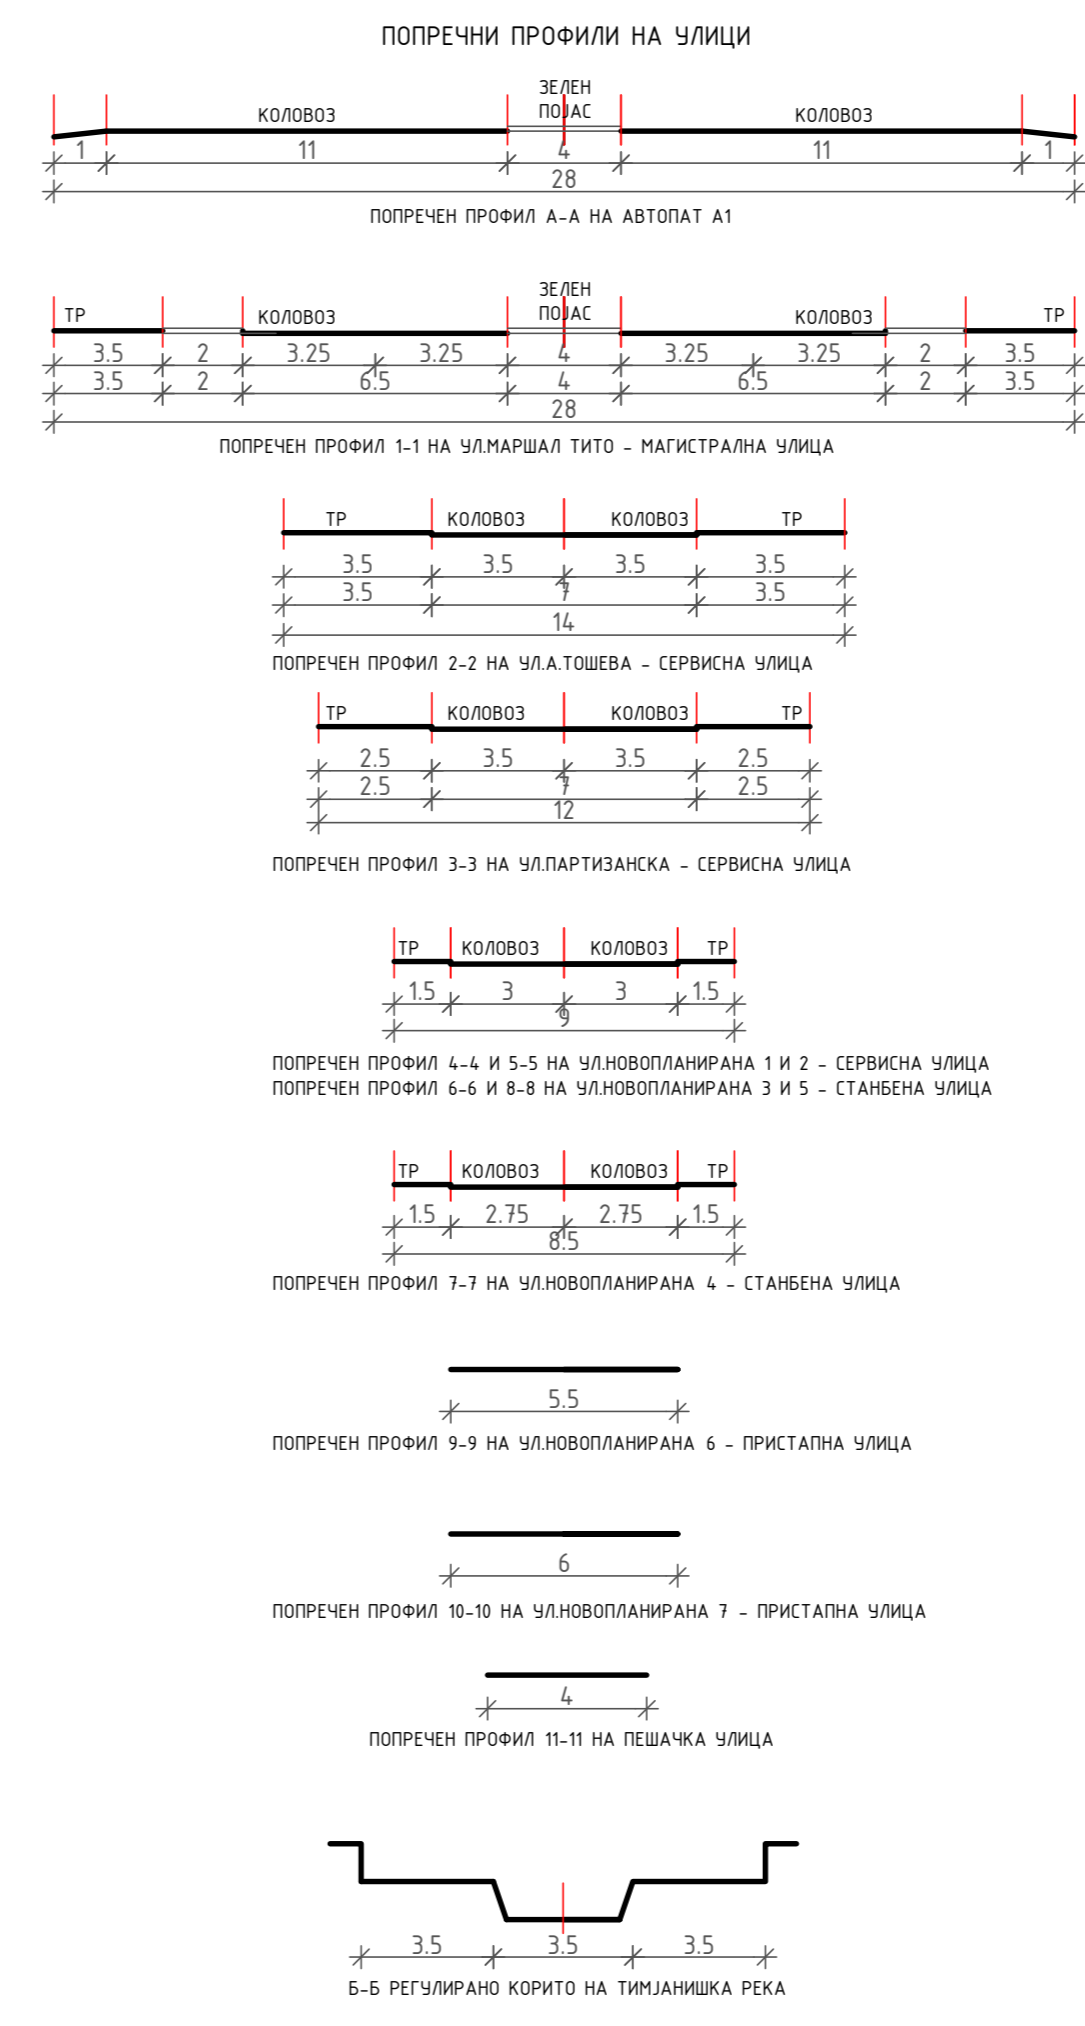 ПОПРЕЧНИ ПРОФИЛИ НА УЛИЦИ
ЗЕЛЕН
ПОЈАС
КОЛОВОЗ КОЛОВОЗ
1 11 4 11 1
28
ПОПРЕЧЕН ПРОФИЛ А-А НА АВТОПАТ А1
ЗЕЛЕН
ПОЈАС
ТР КОЛОВОЗ КОЛОВОЗ ТР
3.5 2 3.25 3.25 4 3.25 3.25 2 3.5
3.5 2 6.5 4 6.5 2 3.5
28
ПОПРЕЧЕН ПРОФИЛ 1-1 НА УЛ.МАРШАЛ ТИТО - МАГИСТРАЛНА УЛИЦА
ТР КОЛОВОЗ КОЛОВОЗ ТР
3.5 3.5 3.5 3.5
3.5 7 3.5
14
ПОПРЕЧЕН ПРОФИЛ 2-2 НА УЛ.А.ТОШЕВА - СЕРВИСНА УЛИЦА
ТР КОЛОВОЗ КОЛОВОЗ ТР
2.5 3.5 3.5 2.5
2.5 7 2.5
12
ПОПРЕЧЕН ПРОФИЛ 3-3 НА УЛ.ПАРТИЗАНСКА - СЕРВИСНА УЛИЦА
ТР КОЛОВОЗ КОЛОВОЗ ТР
1.5 3 3 1.5
9
ПОПРЕЧЕН ПРОФИЛ 4-4 И 5-5 НА УЛ.НОВОПЛАНИРАНА 1 И 2 - СЕРВИСНА УЛИЦА
ПОПРЕЧЕН ПРОФИЛ 6-6 И 8-8 НА УЛ.НОВОПЛАНИРАНА 3 И 5 - СТАНБЕНА УЛИЦА
ТР КОЛОВОЗ КОЛОВОЗ ТР
1.5 2.75 2.75 1.5
8.5
ПОПРЕЧЕН ПРОФИЛ 7-7 НА УЛ.НОВОПЛАНИРАНА 4 - СТАНБЕНА УЛИЦА
5.5
ПОПРЕЧЕН ПРОФИЛ 9-9 НА УЛ.НОВОПЛАНИРАНА 6 - ПРИСТАПНА УЛИЦА
6
ПОПРЕЧЕН ПРОФИЛ 10-10 НА УЛ.НОВОПЛАНИРАНА 7 - ПРИСТАПНА УЛИЦА
4
ПОПРЕЧЕН ПРОФИЛ 11-11 НА ПЕШАЧКА УЛИЦА
3.5 3.5 3.5
Б-Б РЕГУЛИРАНО КОРИТО НА ТИМЈАНИШКА РЕКА